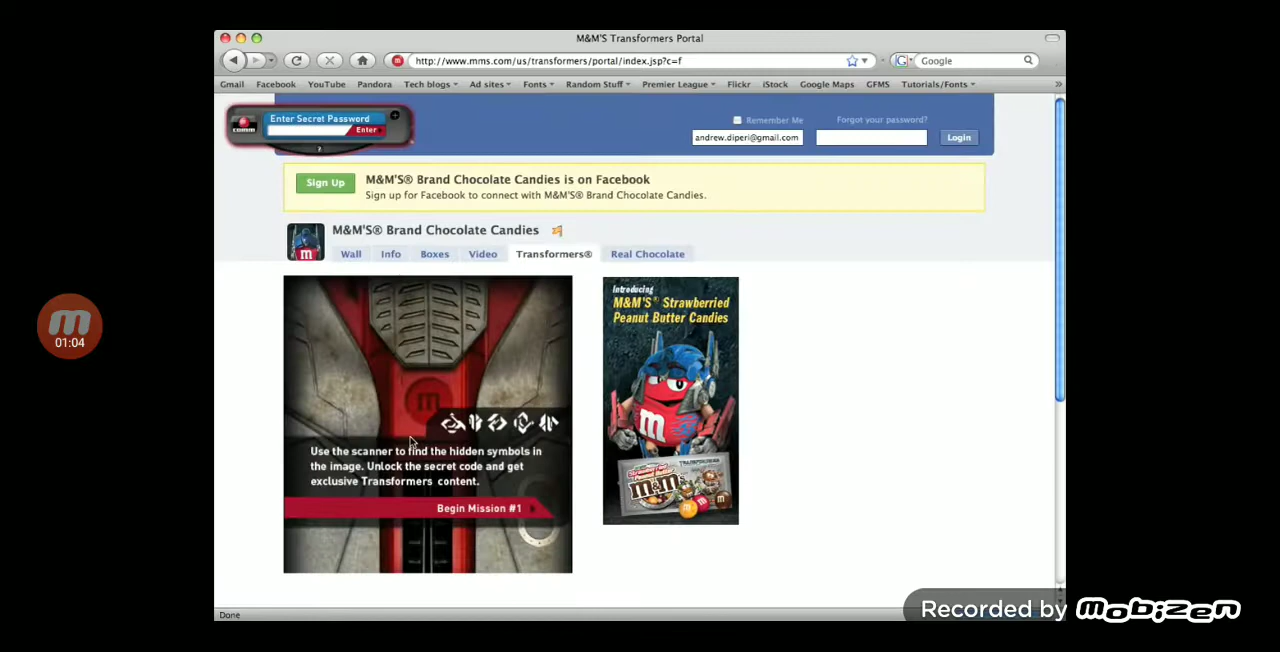 M&M'S Transformers Portal
http://www.mms.com/us/transformers/portal/index.jsp?c=f
Google
Gmail Facebook YouTube Pandora Tech blogs Ad sites Fonts Random Stuff Premier League Flickr iStock Google Maps GFMS Tutorials/Fonts »
Enter Secret Password
Enter
comm
?
Remember Me
Forgot your password?
andrew.diperi@gmail.com
Login
Sign Up
M&M'S® Brand Chocolate Candies is on Facebook
Sign up for Facebook to connect with M&M'S® Brand Chocolate Candies.
m
M&M'S® Brand Chocolate Candies
Wall Info Boxes Video Transformers® Real Chocolate
m
Use the scanner to find the hidden symbols in
the image. Unlock the secret code and get
exclusive Transformers content.
Begin Mission #1
Introducing
M&M'S® Strawberried
Peanut Butter Candies
m
TRANSFORMERS
m&m's
m
01:04
Done
Recorded by mobizen